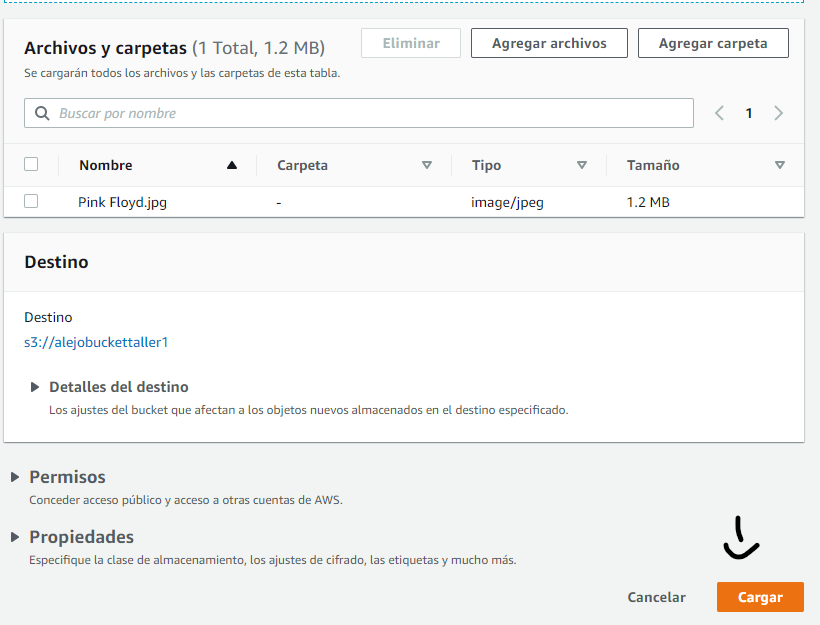 Archivos y carpetas (1 Total, 1.2 MB)
Eliminar
Agregar archivos
Agregar carpeta
Se cargarán todos los archivos y las carpetas de esta tabla.
Buscar por nombre
1
Nombre Carpeta Tipo Tamaño
Pink Floyd.jpg - image/jpeg 1.2 MB
Destino
Destino
s3://alejobuckettaller1
Detalles del destino
Los ajustes del bucket que afectan a los objetos nuevos almacenados en el destino especificado.
Permisos
Conceder acceso público y acceso a otras cuentas de AWS.
Propiedades
Especifique la clase de almacenamiento, los ajustes de cifrado, las etiquetas y mucho más.
Cancelar
Cargar